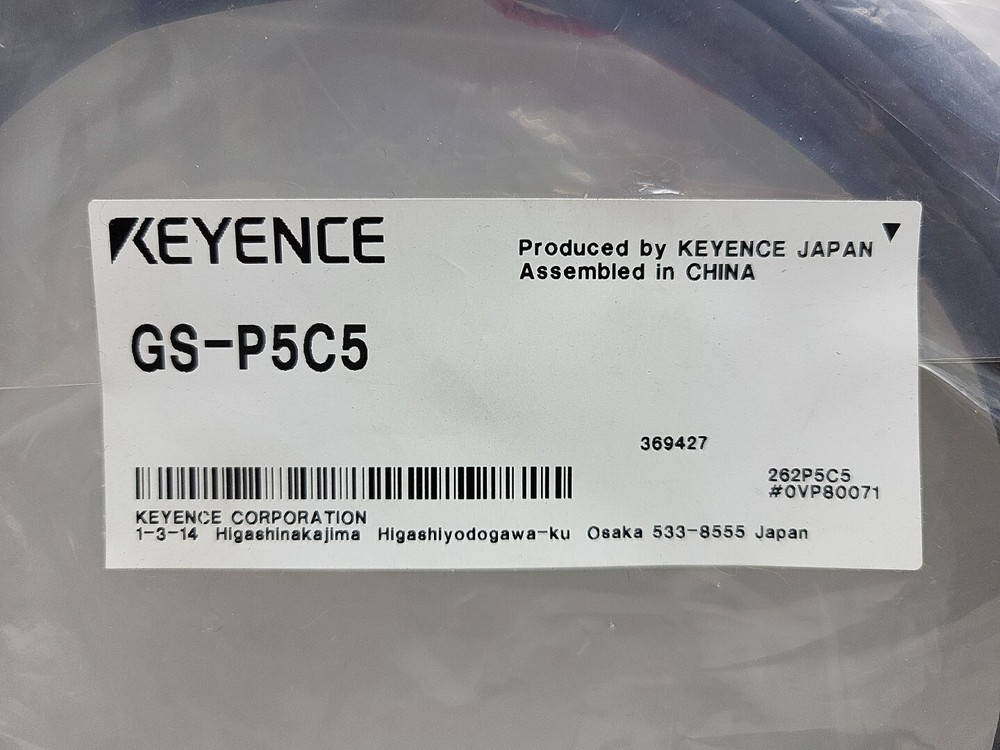 KEYENCE
Produced by KEYENCE JAPAN
Assembled in CHINA
GS-P5C5
369427
262P5C5
#0VP80071
KEYENCE CORPORATION
1-3-14 Higashinakajima Higashiyodogawa-ku Osaka 533-8555 Japan